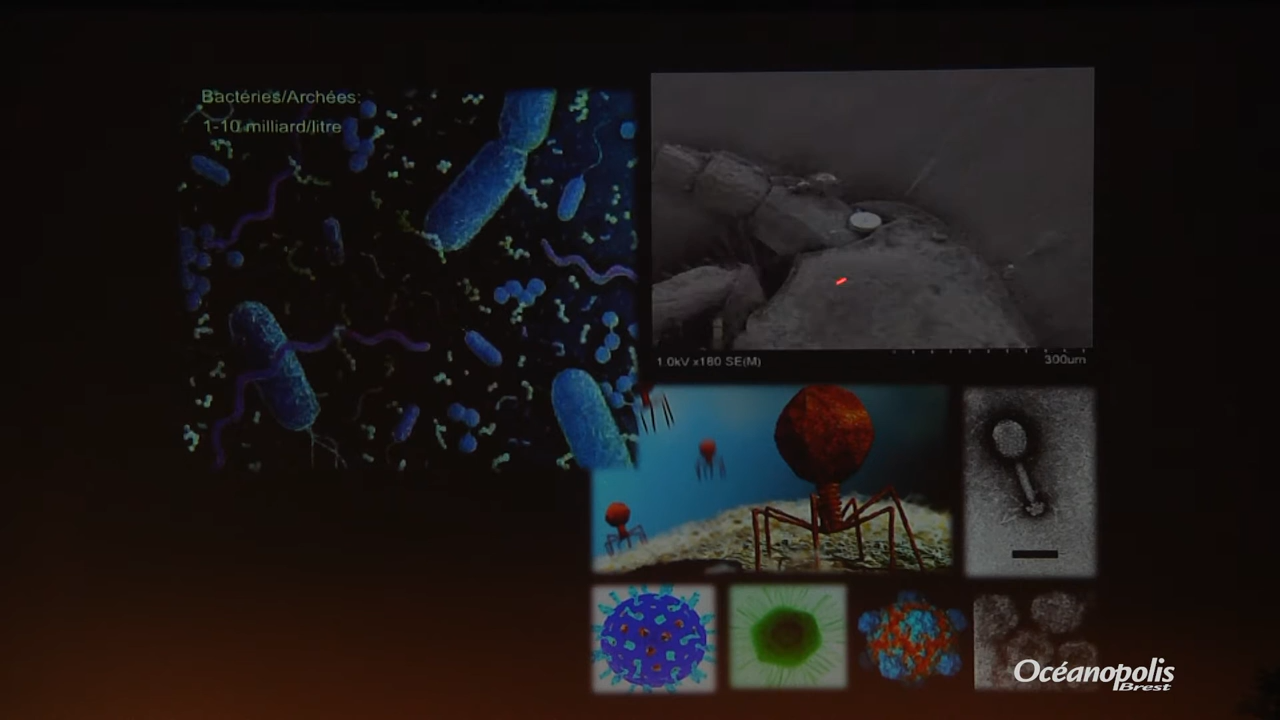 Bactéries/Archées:
1-10 milliard/litre
1.0kV x180 SE(M)
300um
Océanopolis
Brest